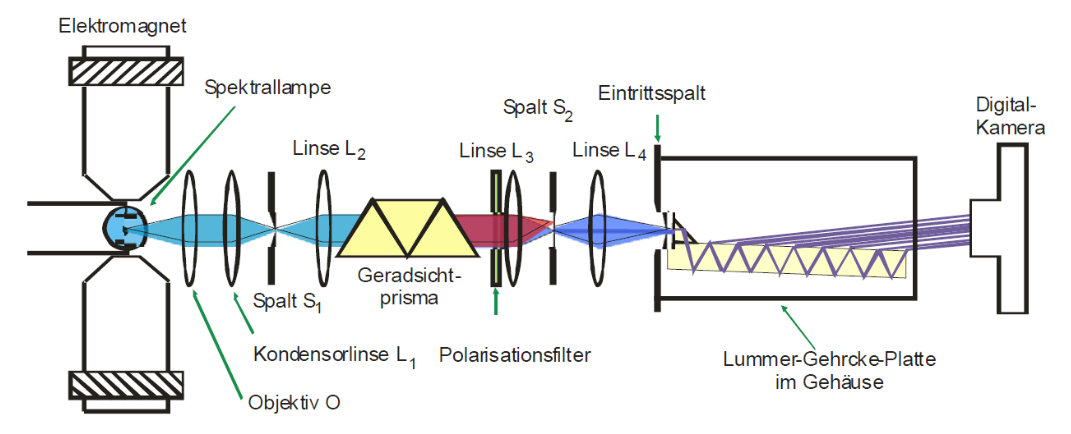 Elektromagnet
Spektrallampe
Linse L2
Spalt S1
Kondensorlinse L1
Objektiv O
Geradsicht-
prisma
Linse L3
Polarisationsfilter
Spalt S2
Linse L4
Eintrittsspalt
Lummer-Gehrcke-Platte
im Gehäuse
Digital-
Kamera